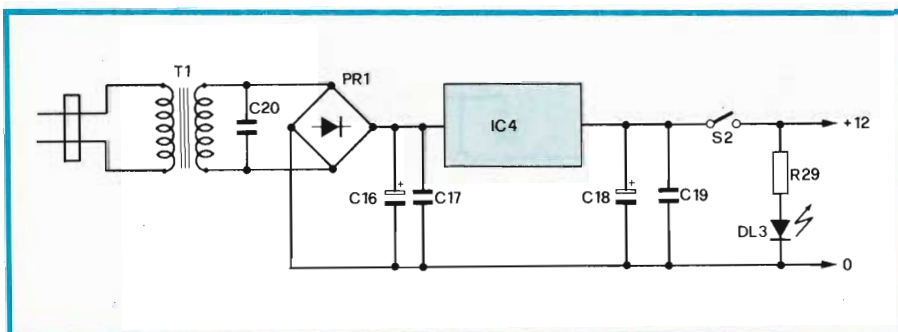 T1
PR1
C20
IC4
+12
S2
R29
C16
+
C17
C18
+
C19
DL3
0